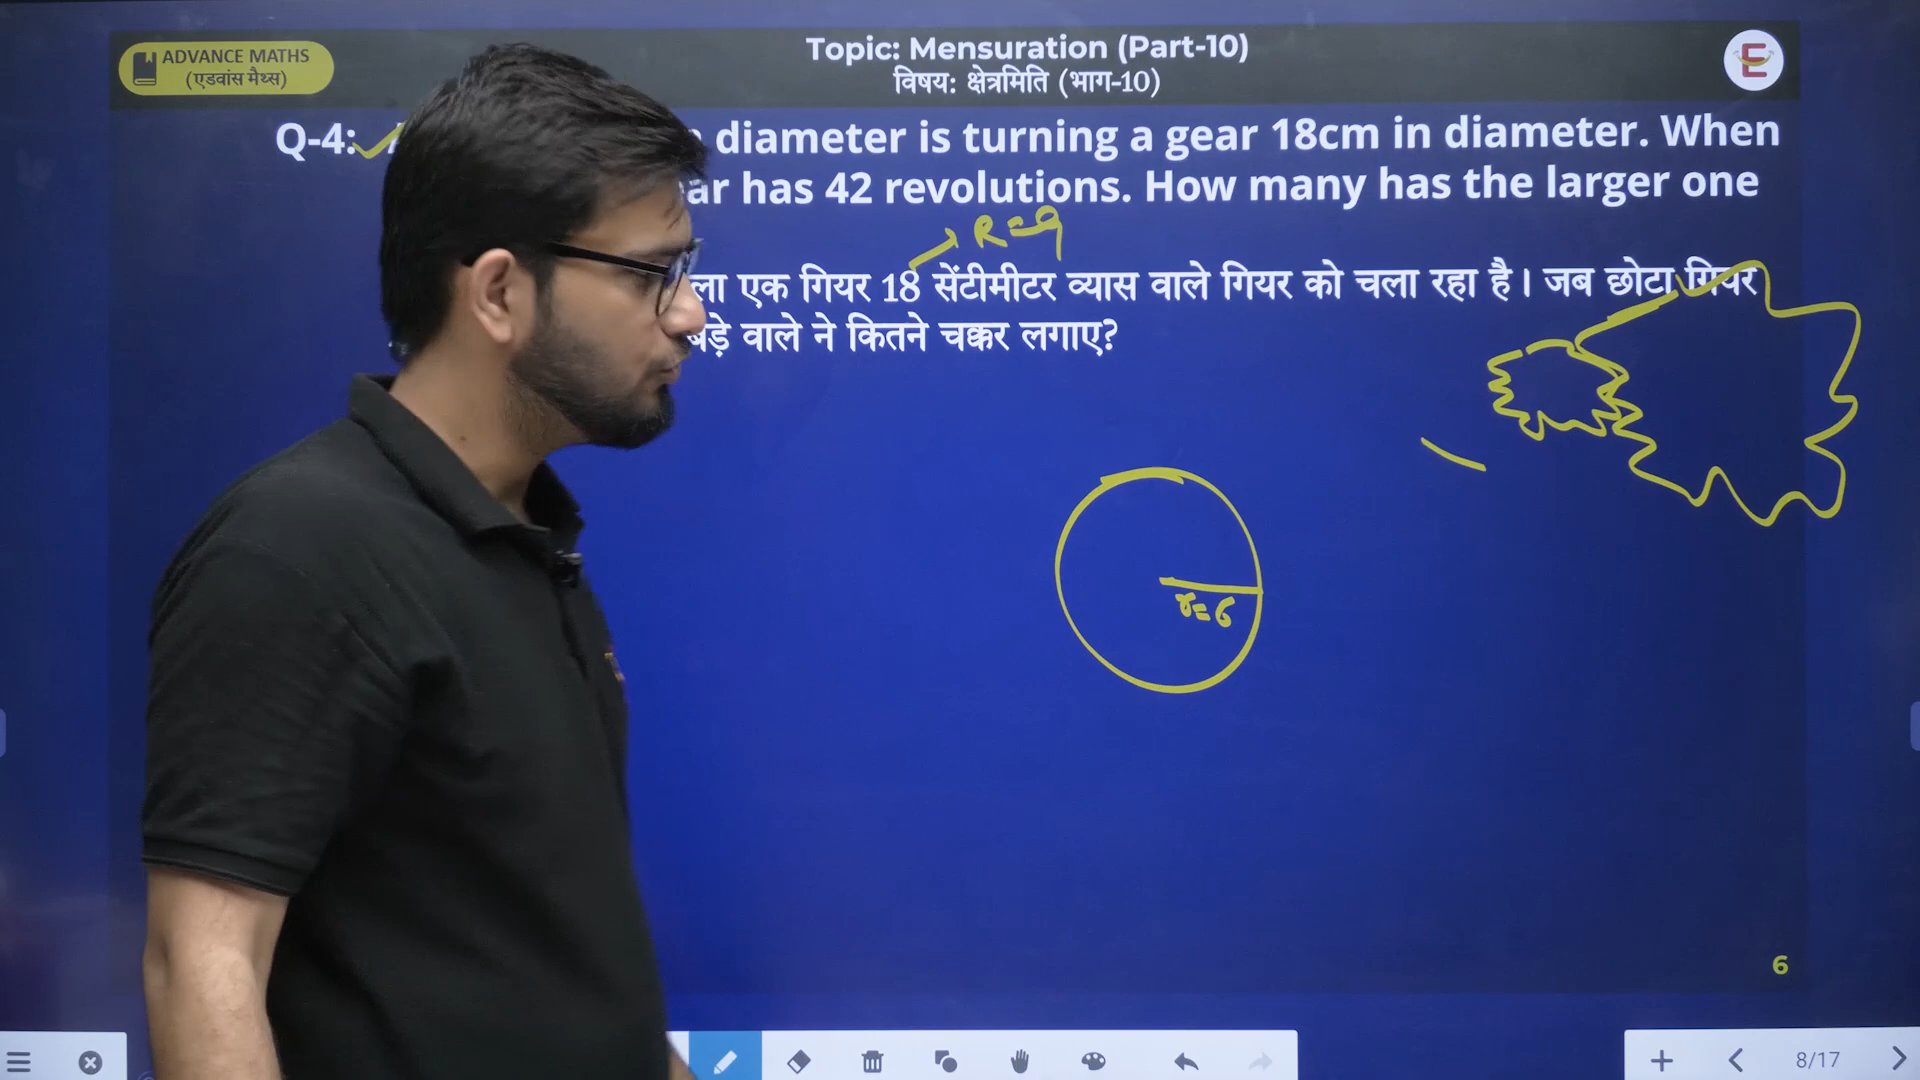 ADVANCE MATHS
(एडवांस मैथ्स)
Topic: Mensuration (Part-10)
विषय: क्षेत्रमिति (भाग-10)
E
Q-4: diameter is turning a gear 18cm in diameter. When
has 42 revolutions. How many has the larger one
R=9
एक गियर 18 सेंटीमीटर व्यास वाले गियर को चला रहा है। जब छोटा गियर
वाले ने कितने चक्कर लगाए?
r=6
6
8/17